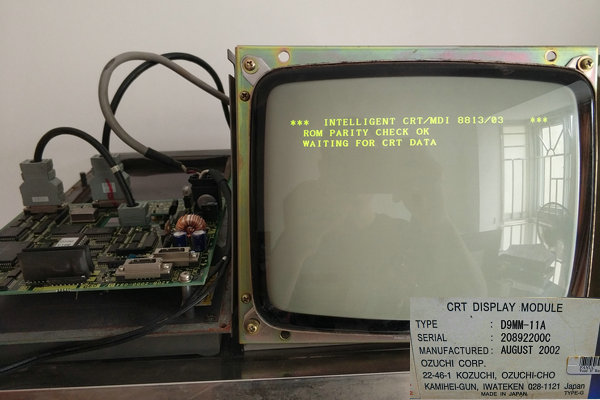 *** INTELLIGENT CRT/MDI 8813/03 ***
ROM PARITY CHECK OK
WAITING FOR CRT DATA
CRT DISPLAY MODULE
TYPE : D9MM-11A
SERIAL : 20892200C
MANUFACTURED : AUGUST 2002
OZUCHI CORP.
22-46-1 KOZUCHI, OZUCHI-CHO
KAMIHEI-GUN, IWATEKEN 028-1121 Japan
MADE IN JAPAN. TYPE-G